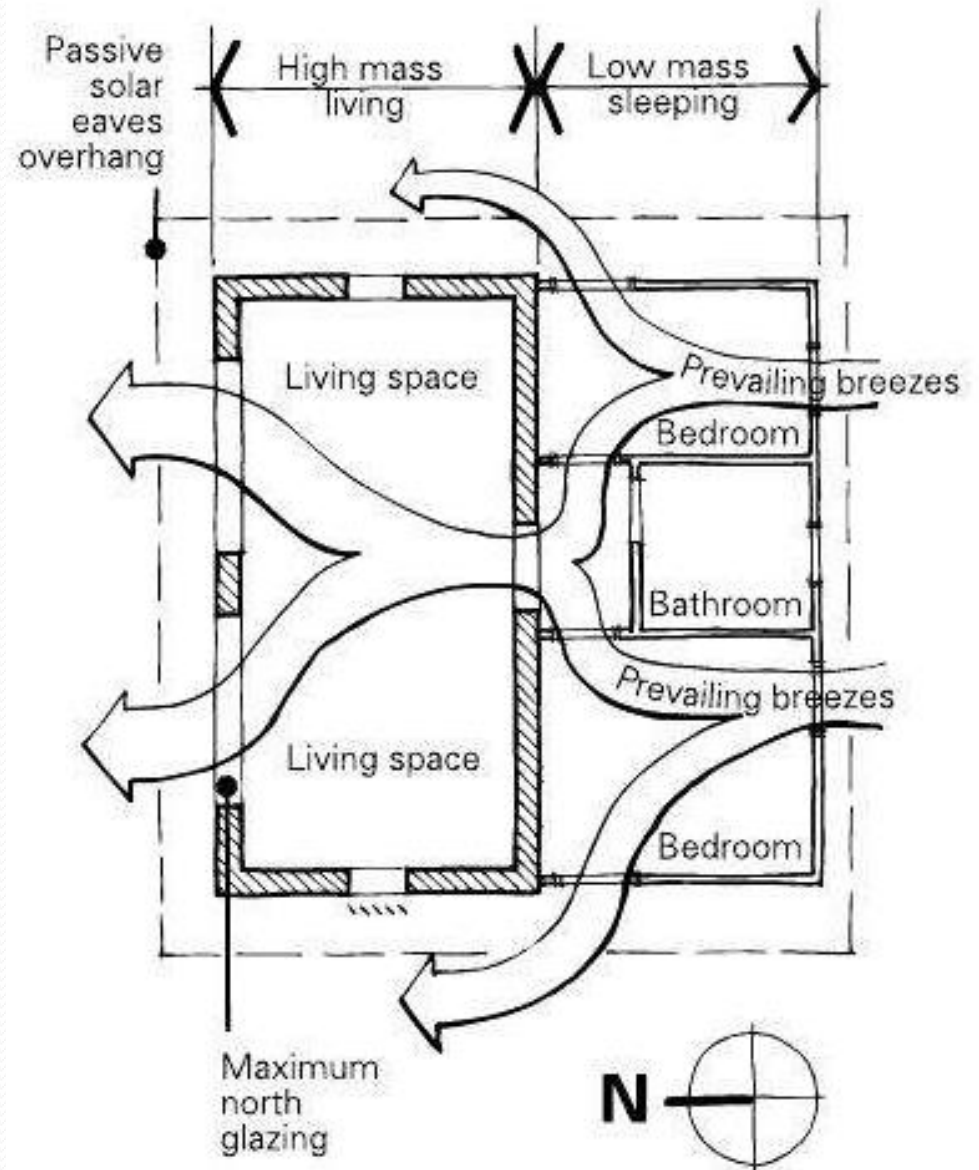 Passive
solar
eaves
overhang
High mass
living
Low mass
sleeping
Living space
Prevailing breezes
Bedroom
Bathroom
Prevailing breezes
Living space
Bedroom
Maximum
north
glazing
N